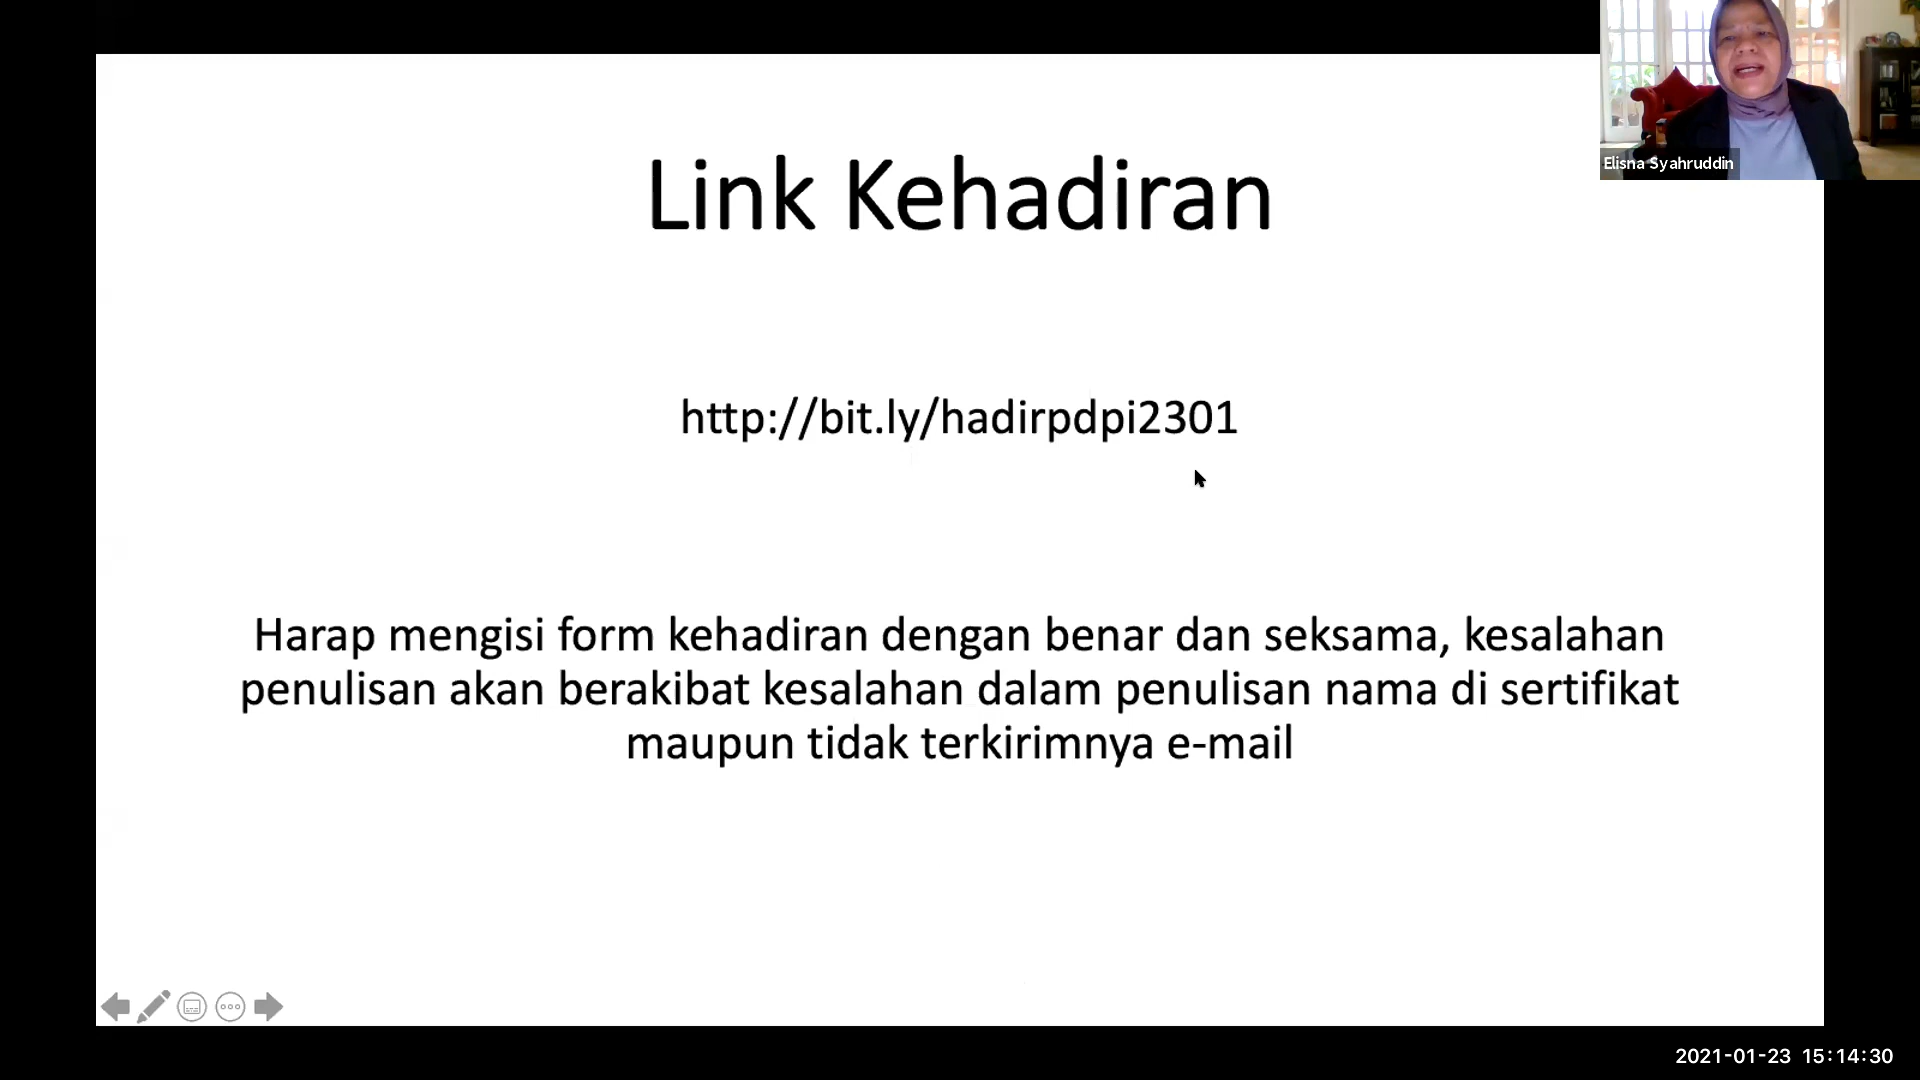 Elisna Syahruddin
Link Kehadiran
http://bit.ly/hadirpdpi2301
Harap mengisi form kehadiran dengan benar dan seksama, kesalahan
penulisan akan berakibat kesalahan dalam penulisan nama di sertifikat
maupun tidak terkirimnya e-mail
2021-01-23 15:14:30